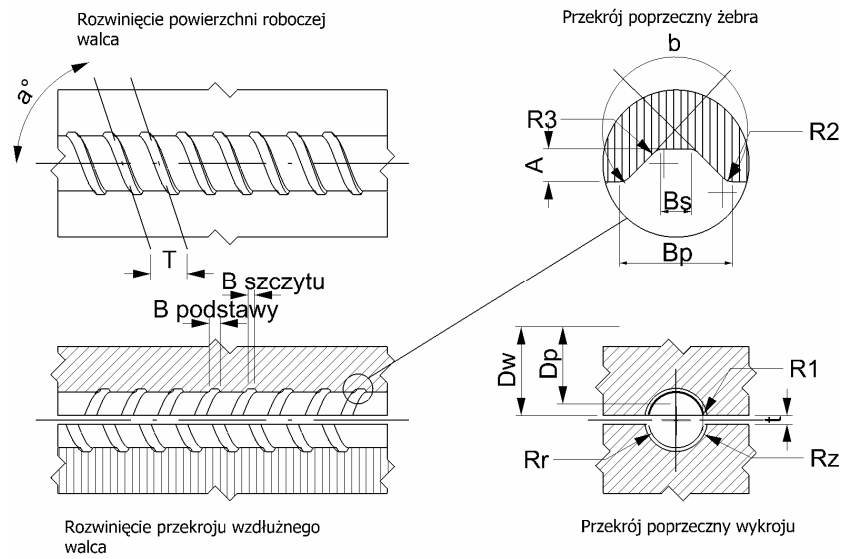 Rozwinięcie powierzchni roboczej
walca
a°
T
B szczytu
B podstawy
Rozwinięcie przekroju wzdłużnego
walca
Przekrój poprzeczny żebra
b
R3
R2
A
Bs
Bp
Dw
Dp
R1
t
Rr
Rz
Przekrój poprzeczny wykroju